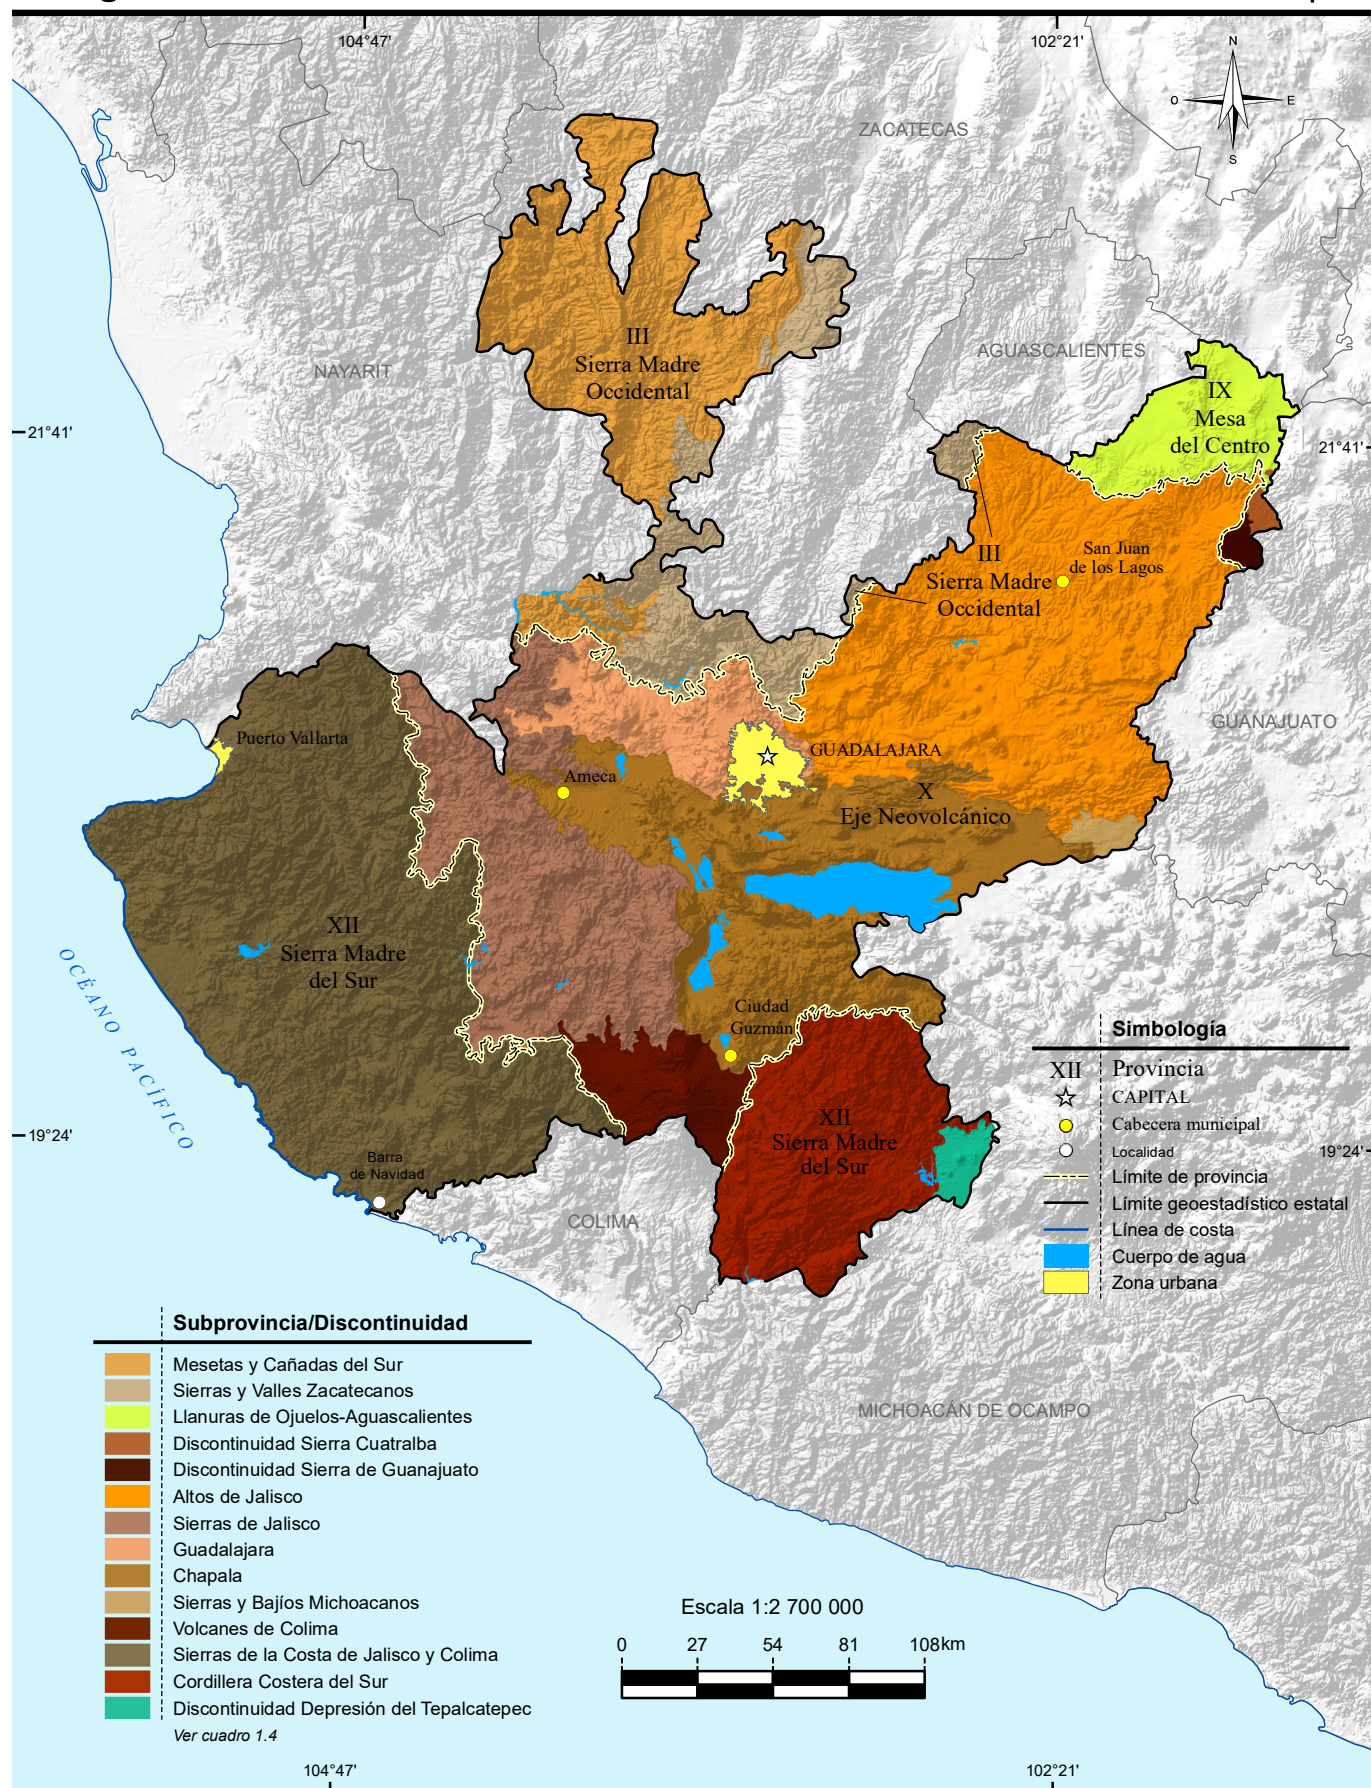 104°47'
102°21'
N
O
E
S
ZACATECAS
III
Sierra Madre
Occidental
NAYARIT
AGUASCALIENTES
IX
Mesa
del Centro
21°41'
21°41'
III
Sierra Madre
Occidental
San Juan
de los Lagos
GUANAJUATO
Puerto Vallarta
GUADALAJARA
Ameca
X
Eje Neovolcánico
XII
Sierra Madre
del Sur
OCÉANO PACÍFICO
Ciudad
Guzmán
XII
Sierra Madre
del Sur
19°24'
19°24'
Barra
de Navidad
COLIMA
MICHOACÁN DE OCAMPO
Simbología
XII Provincia
CAPITAL
Cabecera municipal
Localidad
Límite de provincia
Límite geoestadístico estatal
Línea de costa
Cuerpo de agua
Zona urbana
Subprovincia/Discontinuidad
Mesetas y Cañadas del Sur
Sierras y Valles Zacatecanos
Llanuras de Ojuelos-Aguascalientes
Discontinuidad Sierra Cuatralba
Discontinuidad Sierra de Guanajuato
Altos de Jalisco
Sierras de Jalisco
Guadalajara
Chapala
Sierras y Bajíos Michoacanos
Volcanes de Colima
Sierras de la Costa de Jalisco y Colima
Cordillera Costera del Sur
Discontinuidad Depresión del Tepalcatepec
Ver cuadro 1.4
Escala 1:2 700 000
0 27 54 81 108km
104°47'
102°21'